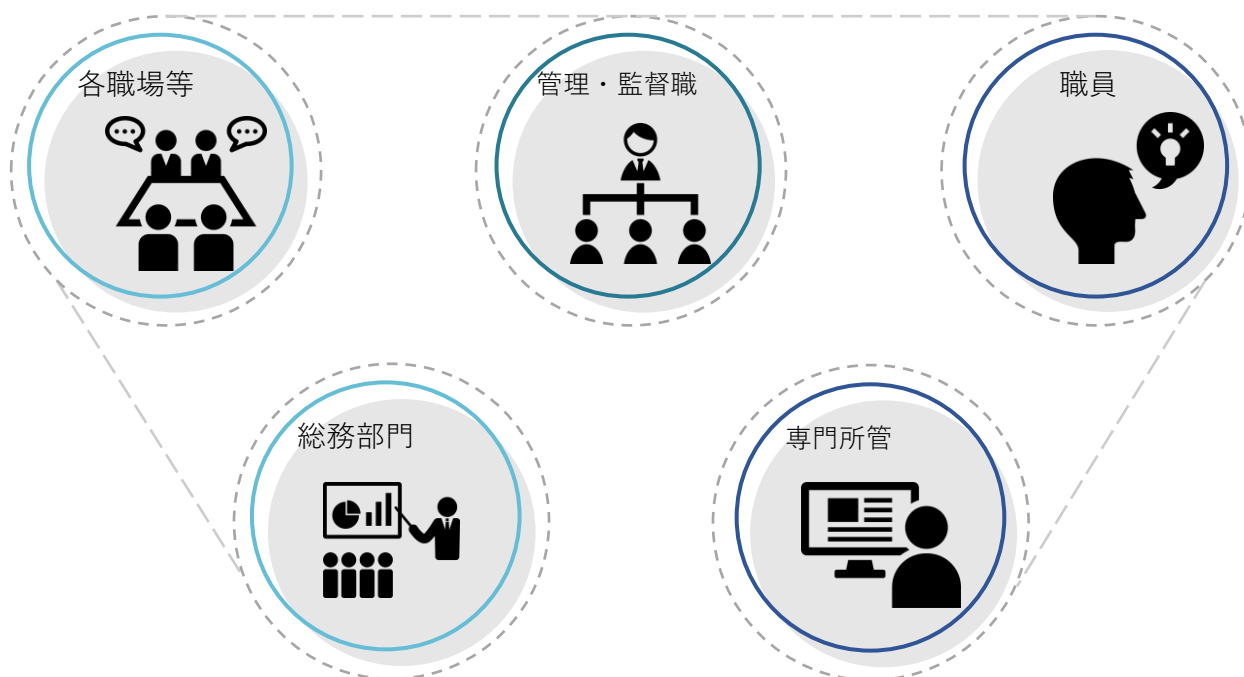 各職場等
管理・監督職
職員
総務部門
専門所管